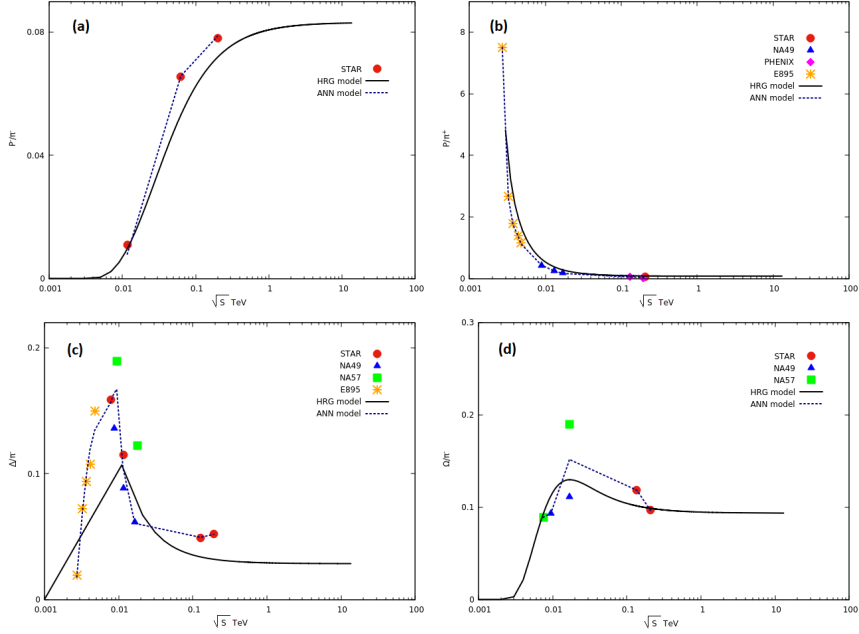 (a)
STAR
HRG model
ANN model
0.08
0.04
0
P⁻/π⁻
0.001 0.01 0.1 1 10 100
√S TeV
(b)
STAR
NA49
PHENIX
E895
HRG model
ANN model
8
6
4
2
0
P/π⁺
0.001 0.01 0.1 1 10 100
√S TeV
(c)
STAR
NA49
NA57
E895
HRG model
ANN model
0.2
0.1
0
Δ/π⁻
0.001 0.01 0.1 1 10 100
√S TeV
(d)
STAR
NA49
NA57
HRG model
ANN model
0.3
0.2
0.1
0
Ω/π⁻
0.001 0.01 0.1 1 10 100
√S TeV